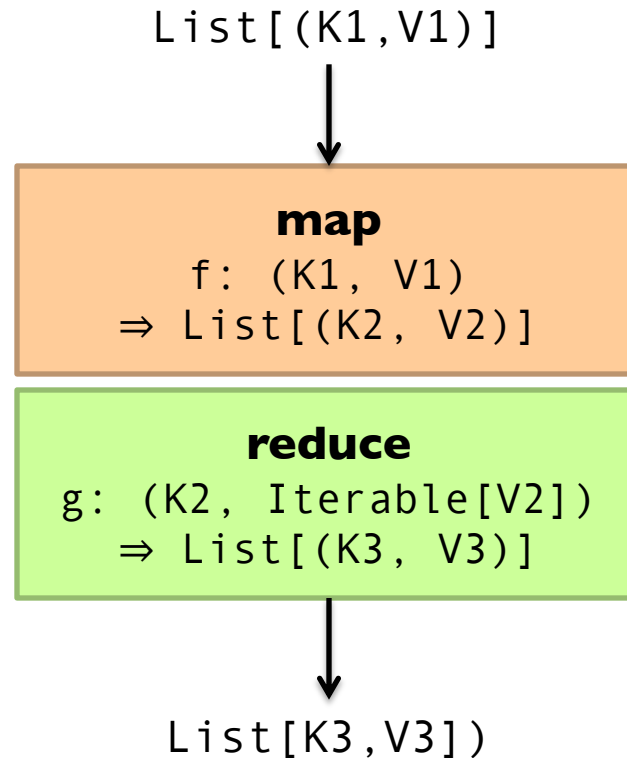 List[(K1,V1)]
map
f: (K1, V1)
⇒ List[(K2, V2)]
reduce
g: (K2, Iterable[V2])
⇒ List[(K3, V3)]
List[K3,V3])